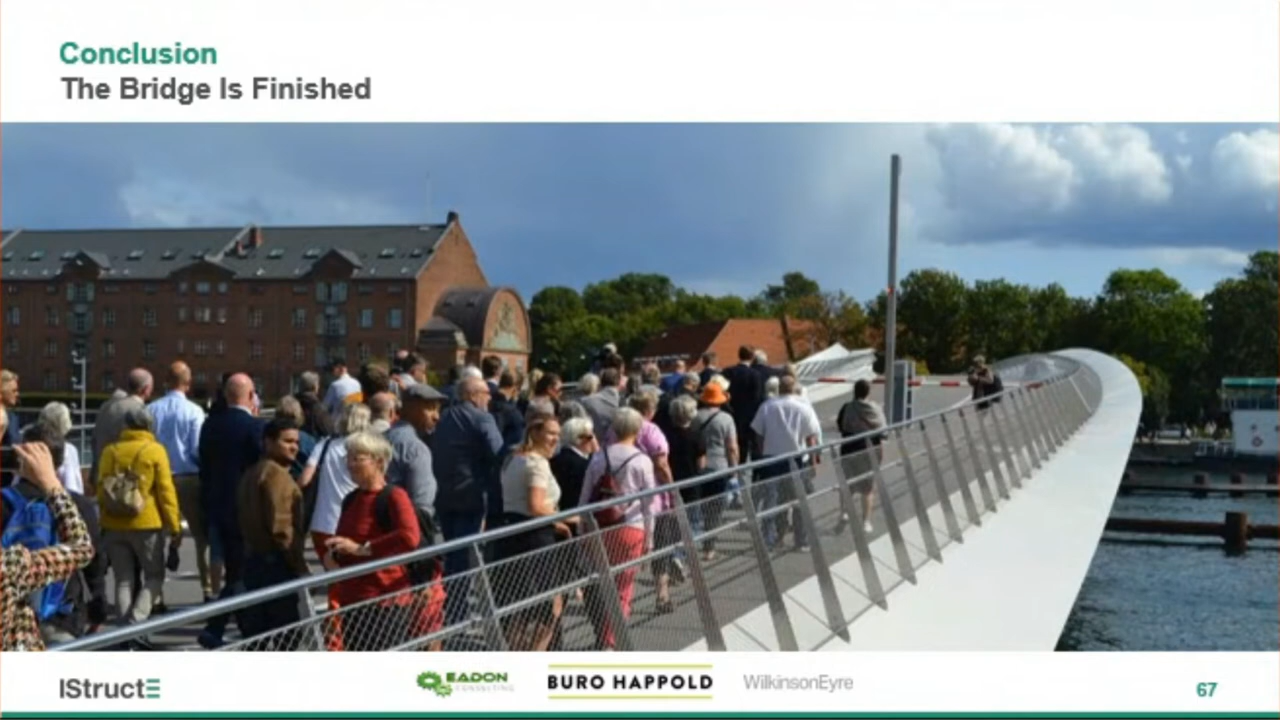 Conclusion
The Bridge Is Finished
IStructE
EADON
CONSULTING
BURO HAPPOLD
WilkinsonEyre
67